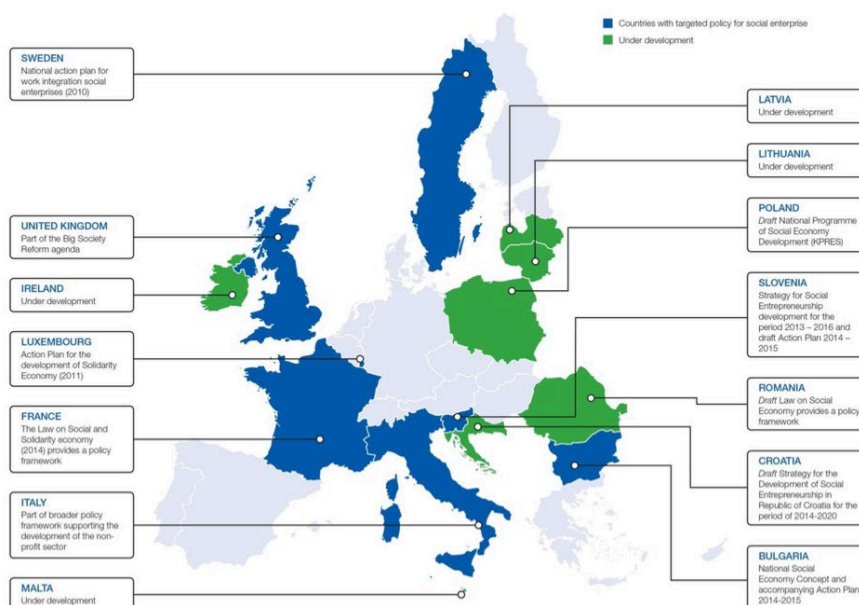 Countries with targeted policy for social enterprise
Under development
SWEDEN
National action plan for
work integration social
enterprises (2010)
UNITED KINGDOM
Part of the Big Society
Reform agenda
IRELAND
Under development
LUXEMBOURG
Action Plan for the
development of Solidarity
Economy (2011)
FRANCE
The Law on Social and
Solidarity economy
(2014) provides a policy
framework
ITALY
Part of broader policy
framework supporting the
development of the non-
profit sector
MALTA
Under development
LATVIA
Under development
LITHUANIA
Under development
POLAND
Draft National Programme
of Social Economy
Development (KPRES)
SLOVENIA
Strategy for Social
Entrepreneurship
development for the
period 2013 – 2016 and
draft Action Plan 2014 –
2015
ROMANIA
Draft Law on Social
Economy provides a policy
framework
CROATIA
Draft Strategy for the
Development of Social
Entrepreneurship in
Republic of Croatia for the
period of 2014-2020
BULGARIA
National Social
Economy Concept and
accompanying Action Plan
2014-2015